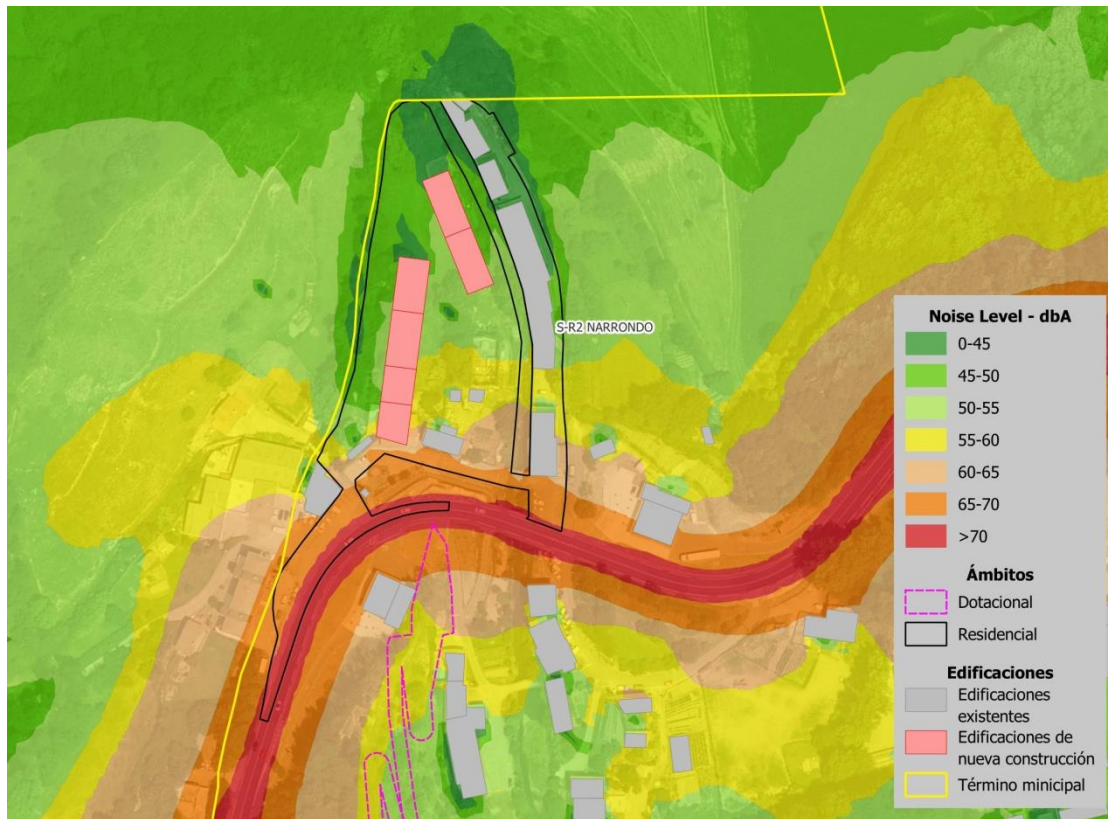 S-R2 NARRONDO
Noise Level - dbA
0-45
45-50
50-55
55-60
60-65
65-70
>70
Ámbitos
Dotacional
Residencial
Edificaciones
Edificaciones
existentes
Edificaciones de
nueva construcción
Término minicipal